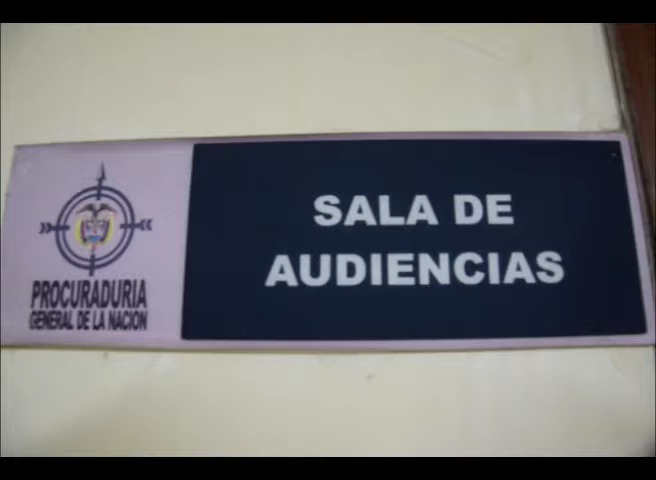 PROCURADURIA
GENERAL DE LA NACION
SALA DE
AUDIENCIAS